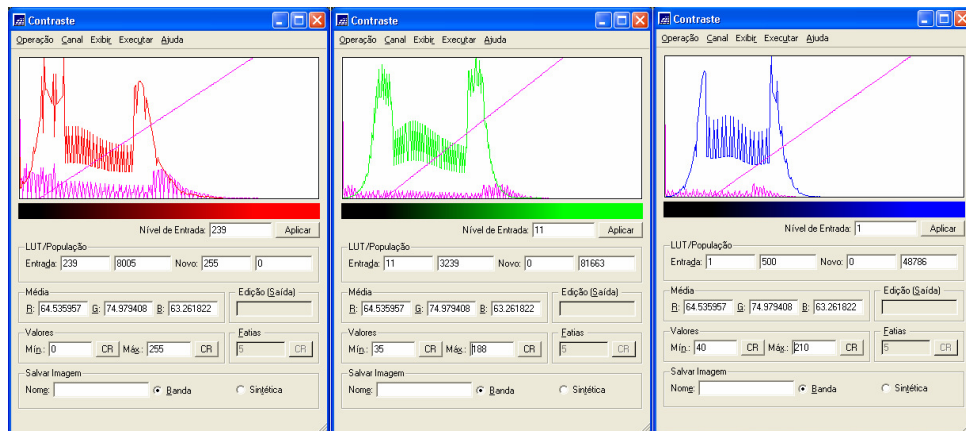 Contraste
Operação Canal Exibir Executar Ajuda
Nível de Entrada: 239 Aplicar
LUT/População
Entrada: 239 8005 Novo: 255 0
Média
Edição (Saída)
R: 64.535957 G: 74.979408 B: 63.261822
Valores
Fatias
Mín.: 0 CR Máx.: 255 CR 5 CR
Salvar Imagem
Nome: Banda Sintética
Contraste
Operação Canal Exibir Executar Ajuda
Nível de Entrada: 11 Aplicar
LUT/População
Entrada: 11 3239 Novo: 0 81663
Média
Edição (Saída)
R: 64.535957 G: 74.979408 B: 63.261822
Valores
Fatias
Mín.: 35 CR Máx.: 188 CR 5 CR
Salvar Imagem
Nome: Banda Sintética
Contraste
Operação Canal Exibir Executar Ajuda
Nível de Entrada: 1 Aplicar
LUT/População
Entrada: 1 500 Novo: 0 48786
Média
Edição (Saída)
R: 64.535957 G: 74.979408 B: 63.261822
Valores
Fatias
Mín.: 40 CR Máx.: 210 CR 5 CR
Salvar Imagem
Nome: Banda Sintética